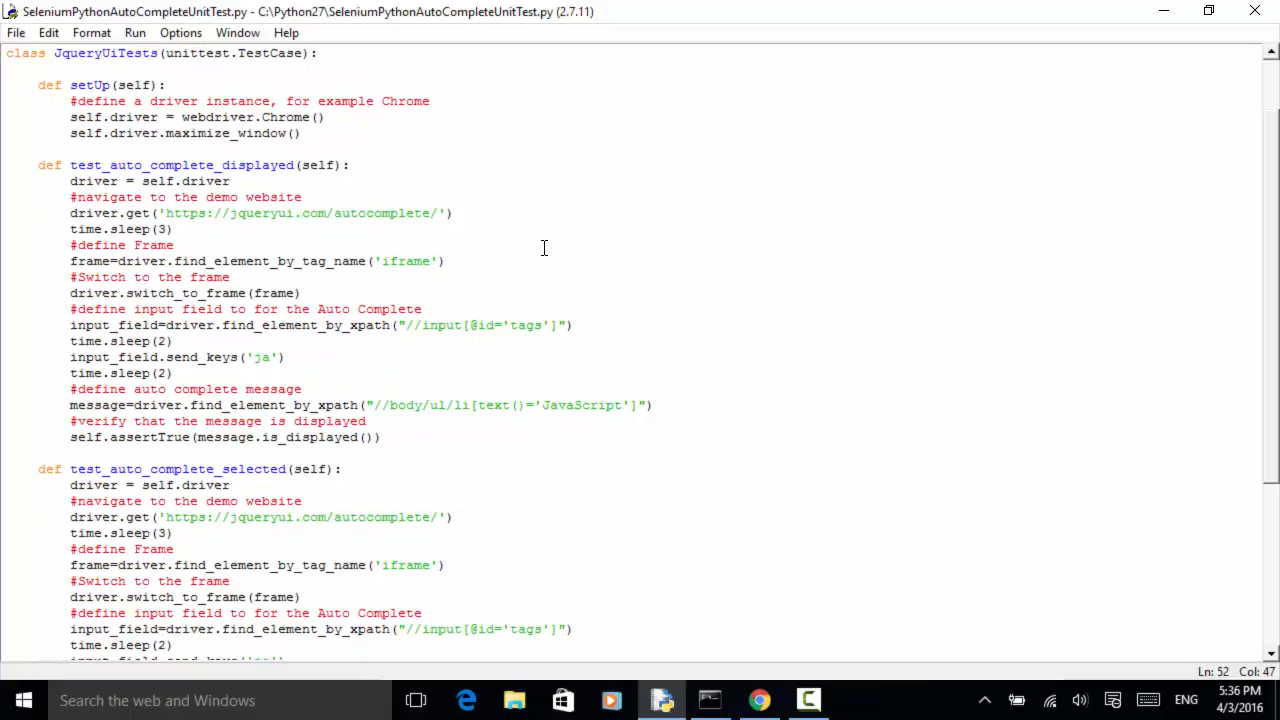 SeleniumPythonAutoCompleteUnitTest.py - C:\Python27\SeleniumPythonAutoCompleteUnitTest.py (2.7.11)
File Edit Format Run Options Window Help
class JqueryUiTests(unittest.TestCase):
def setUp(self):
#define a driver instance, for example Chrome
self.driver = webdriver.Chrome()
self.driver.maximize_window()
def test_auto_complete_displayed(self):
driver = self.driver
#navigate to the demo website
driver.get('https://jqueryui.com/autocomplete/')
time.sleep(3)
#define Frame
frame=driver.find_element_by_tag_name('iframe')
#Switch to the frame
driver.switch_to_frame(frame)
#define input field to for the Auto Complete
input_field=driver.find_element_by_xpath("//input[@id='tags']")
time.sleep(2)
input_field.send_keys('ja')
time.sleep(2)
#define auto complete message
message=driver.find_element_by_xpath("//body/ul/li[text()='JavaScript']")
#verify that the message is displayed
self.assertTrue(message.is_displayed())
def test_auto_complete_selected(self):
driver = self.driver
#navigate to the demo website
driver.get('https://jqueryui.com/autocomplete/')
time.sleep(3)
#define Frame
frame=driver.find_element_by_tag_name('iframe')
#Switch to the frame
driver.switch_to_frame(frame)
#define input field to for the Auto Complete
input_field=driver.find_element_by_xpath("//input[@id='tags']")
time.sleep(2)
Ln: 52 Col: 47
Search the web and Windows
ENG
5:36 PM
4/3/2016